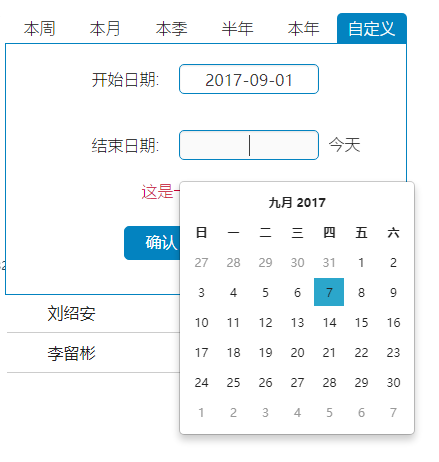 本周 本月 本季 半年 本年 自定义
开始日期: 2017-09-01
结束日期: 今天
这是
九月 2017
日 一 二 三 四 五 六
确认
27 28 29 30 31 1 2
3 4 5 6 7 8 9
10 11 12 13 14 15 16
刘绍安
17 18 19 20 21 22 23
李留彬
24 25 26 27 28 29 30
1 2 3 4 5 6 7